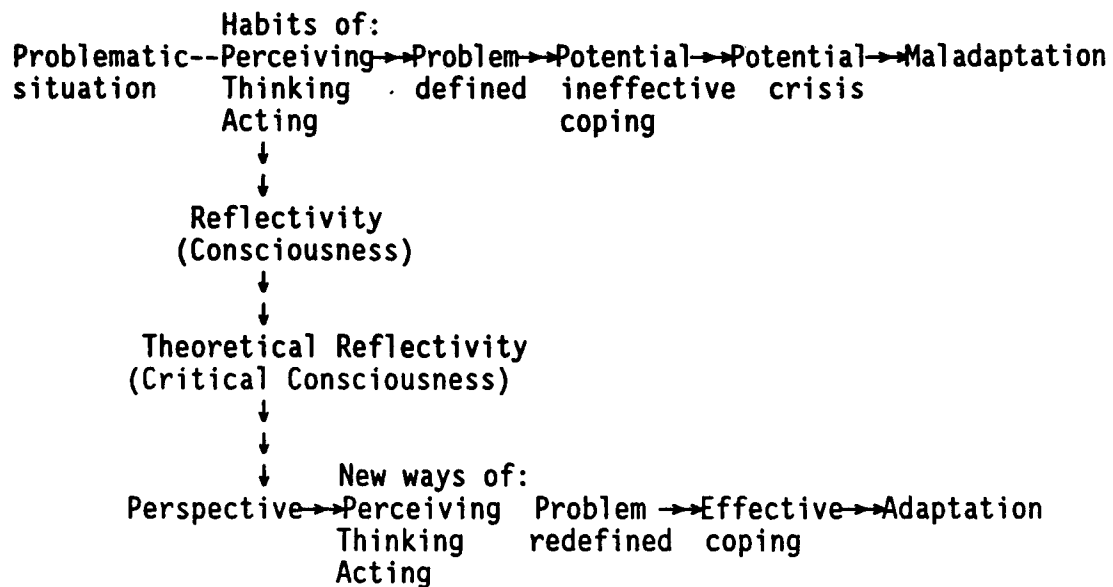 Habits of:
Problematic--Perceiving→→Problem→→Potential→→Potential→→Maladaptation
situation Thinking defined ineffective crisis
Acting coping
↓
↓
Reflectivity
(Consciousness)
↓
↓
Theoretical Reflectivity
(Critical Consciousness)
↓
↓
↓ New ways of:
Perspective→→Perceiving Problem →→Effective→→Adaptation
Thinking redefined coping
Acting